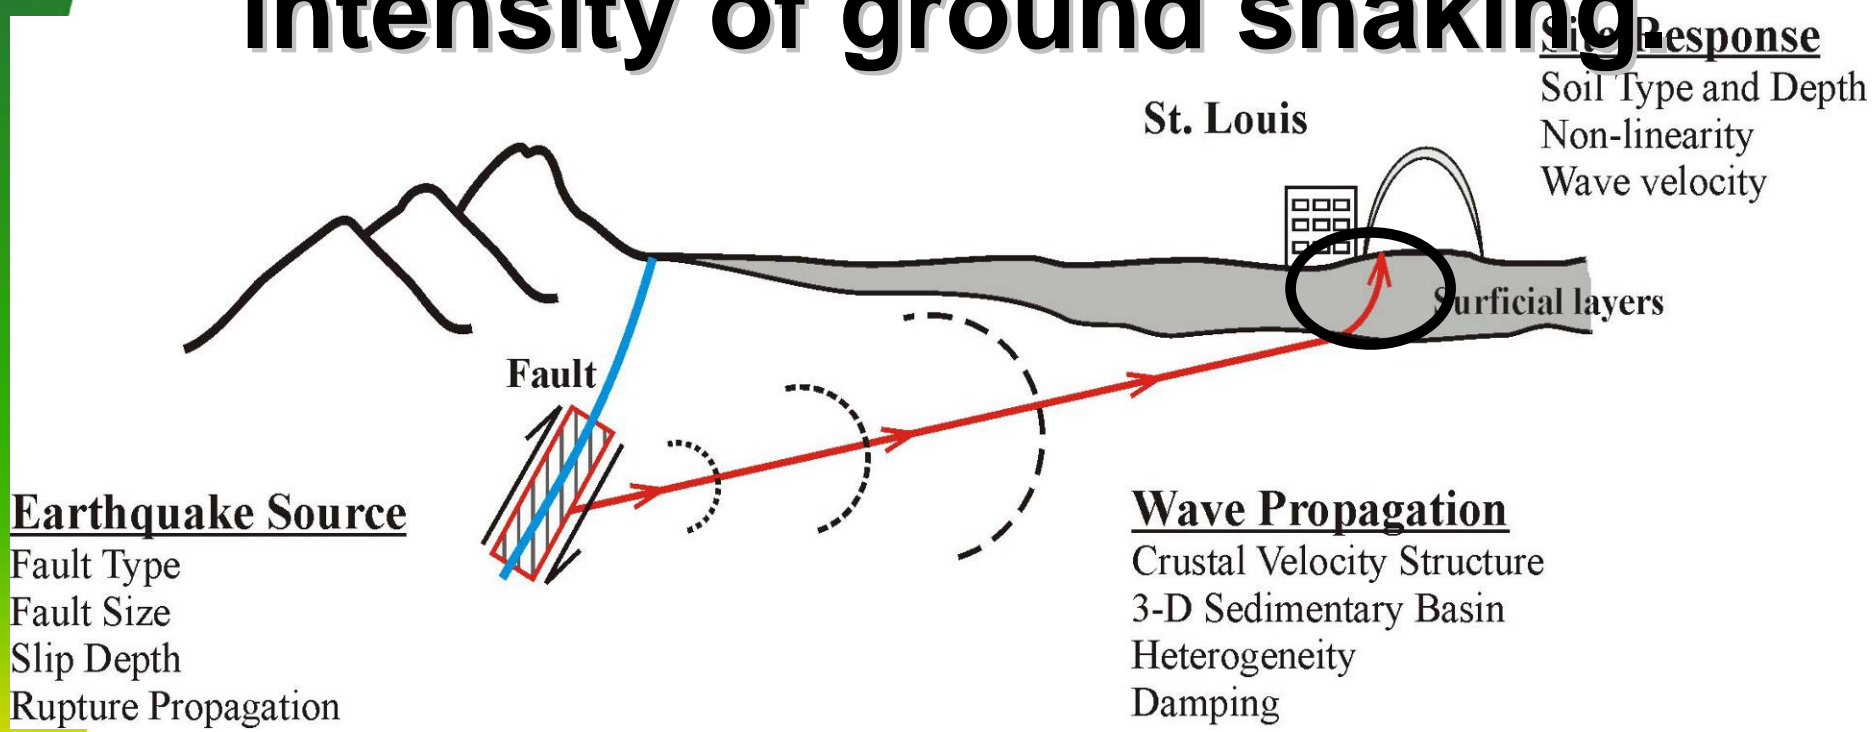 intensity of ground shaking.
Site Response
Soil Type and Depth
Non-linearity
Wave velocity
St. Louis
Surficial layers
Fault
Earthquake Source
Fault Type
Fault Size
Slip Depth
Rupture Propagation
Wave Propagation
Crustal Velocity Structure
3-D Sedimentary Basin
Heterogeneity
Damping